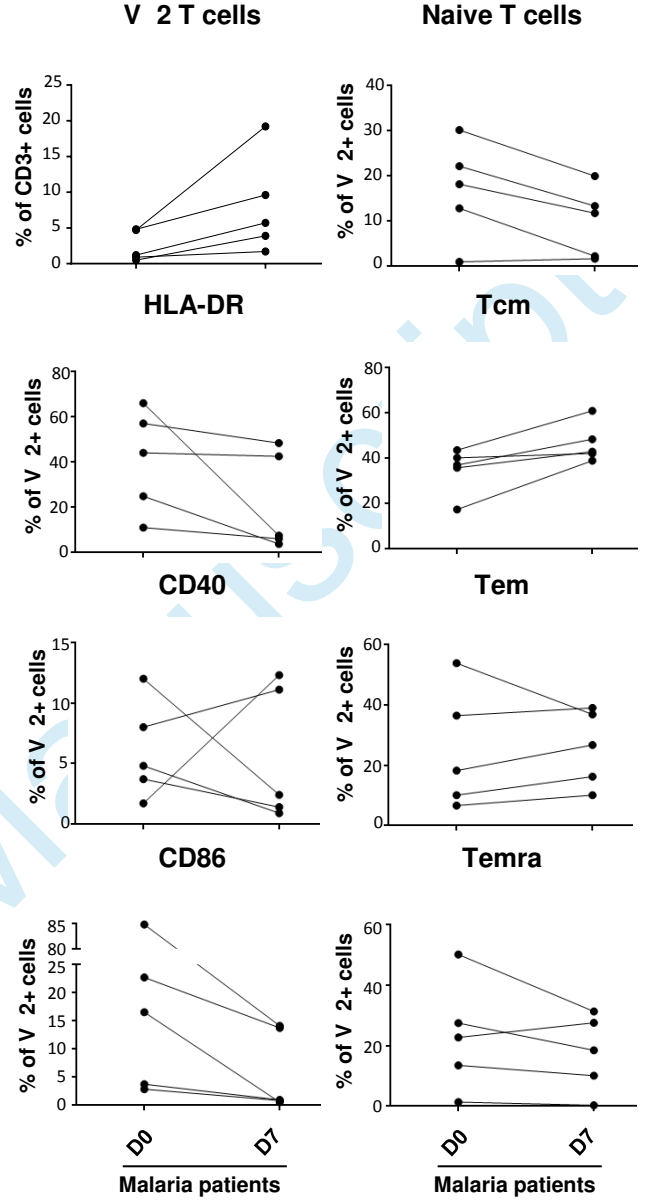 V 2 T cells
25
20
15
10
5
0
% of CD3+ cells
Naive T cells
40
30
20
10
0
% of V 2+ cells
HLA-DR
80
60
40
20
0
% of V 2+ cells
Tcm
80
60
40
20
0
% of V 2+ cells
CD40
15
10
5
0
% of V 2+ cells
Tem
60
40
20
0
% of V 2+ cells
CD86
85
80
25
20
15
10
5
0
% of V 2+ cells
D0
D7
Malaria patients
Temra
60
40
20
0
% of V 2+ cells
D0
D7
Malaria patients